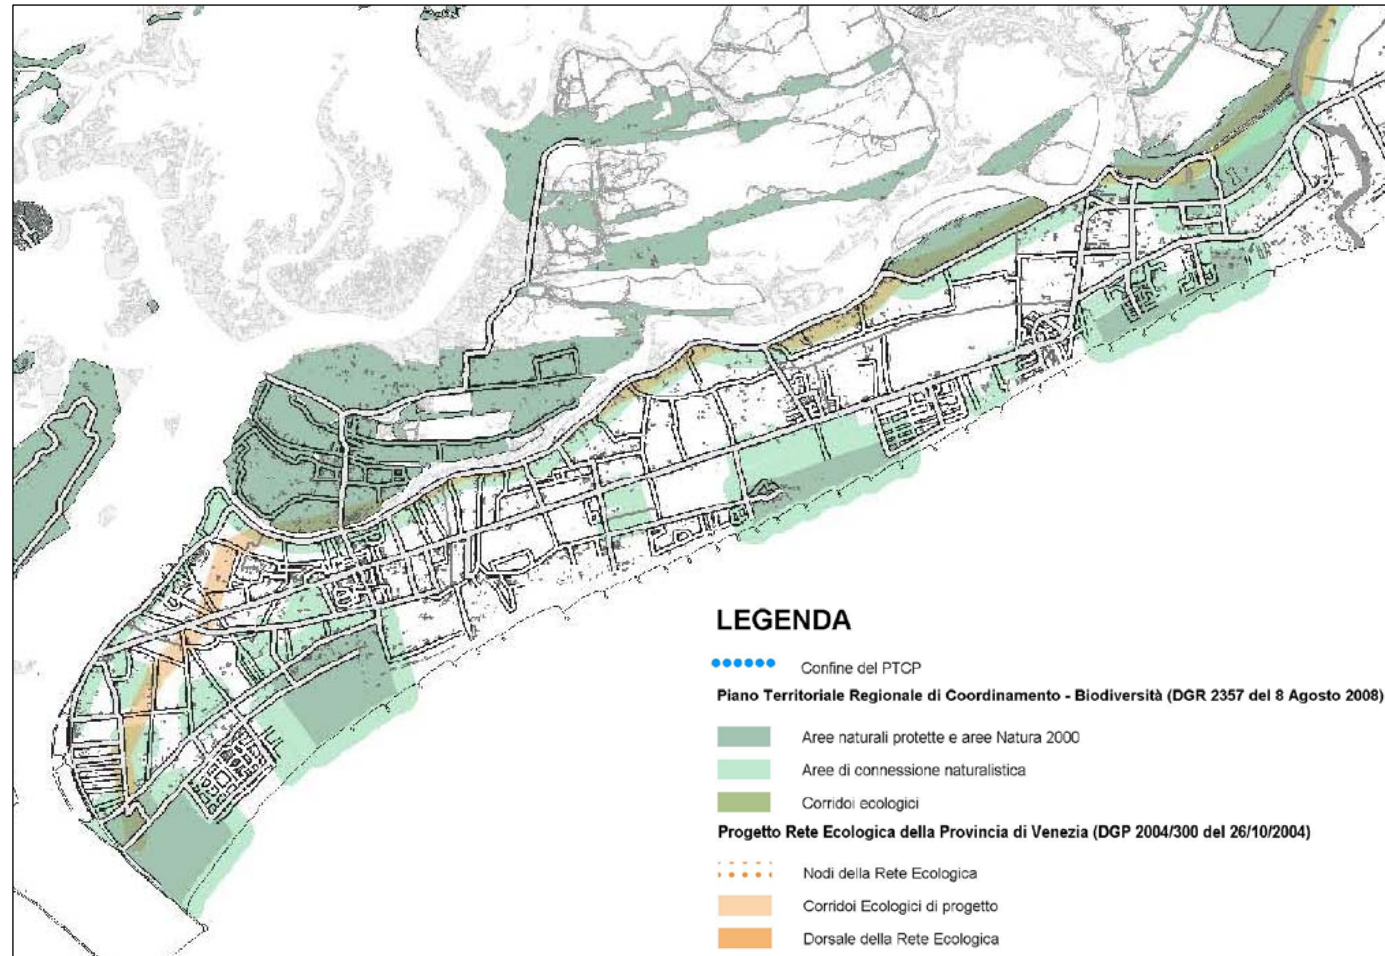 LEGENDA
Confine del PTCP
Piano Territoriale Regionale di Coordinamento - Biodiversità (DGR 2357 del 8 Agosto 2008)
Aree naturali protette e aree Natura 2000
Aree di connessione naturalistica
Corridoi ecologici
Progetto Rete Ecologica della Provincia di Venezia (DGP 2004/300 del 26/10/2004)
Nodi della Rete Ecologica
Corridoi Ecologici di progetto
Dorsale della Rete Ecologica